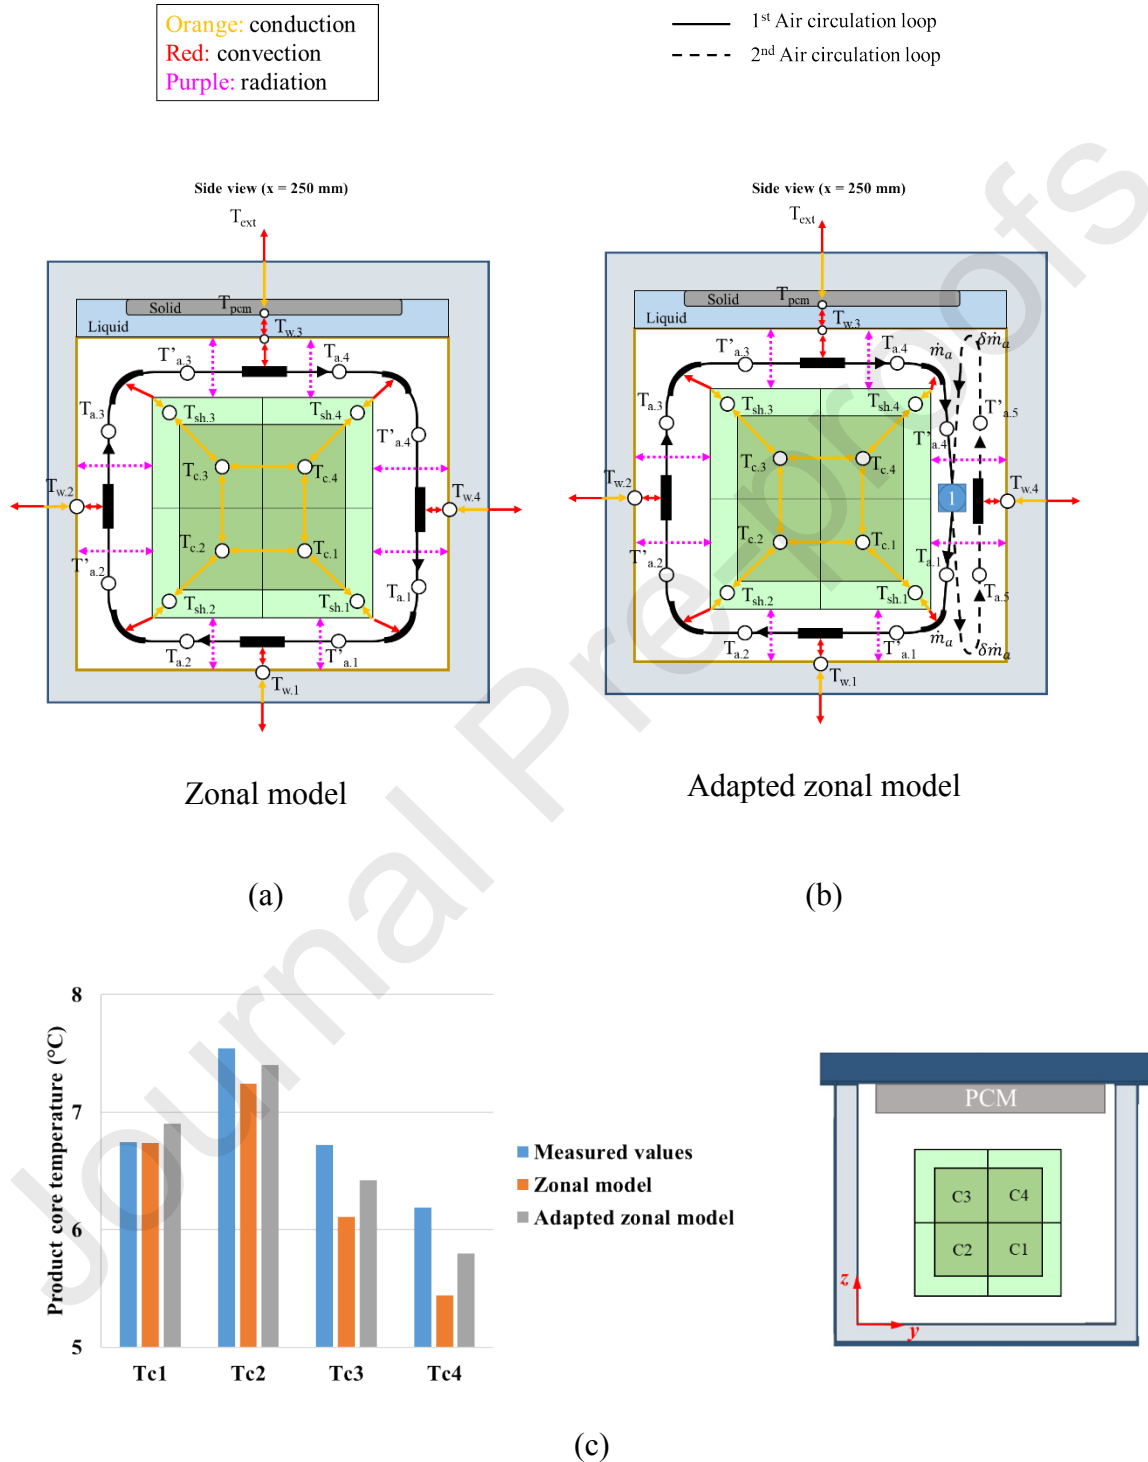 Orange: conduction
Red: convection
Purple: radiation
1st Air circulation loop
2nd Air circulation loop
Side view (x = 250 mm)
Text
Solid
Tpcm
Liquid
Tw.3
T'a.3
Ta.4
Ta.3
Tsh.3
Tsh.4
T'a.4
Tc.3
Tc.4
Tw.2
Tw.4
Tc.2
Tc.1
T'a.2
Ta.1
Tsh.2
Tsh.1
Ta.2
T'a.1
Tw.1
Zonal model
(a)
Side view (x = 250 mm)
Text
Solid
Tpcm
Liquid
Tw.3
T'a.3
Ta.4
ṁa
δṁa
Ta.3
Tsh.3
Tsh.4
T'a.4
T'a.5
Tc.3
Tc.4
Tw.2
1
Tw.4
Tc.2
Tc.1
T'a.2
Ta.1
Ta.5
Tsh.2
Tsh.1
Ta.2
T'a.1
ṁa
δṁa
Tw.1
Adapted zonal model
(b)
Product core temperature (°C)
8
7
6
5
Tc1 Tc2 Tc3 Tc4
Measured values
Zonal model
Adapted zonal model
PCM
C3 C4
C2 C1
z
y
(c)
Journal Pre-proofs